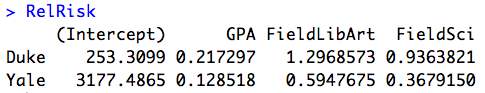 > RelRisk
(Intercept) GPA FieldLibArt FieldSci
Duke 253.3099 0.217297 1.2968573 0.9363821
Yale 3177.4865 0.128518 0.5947675 0.3679150